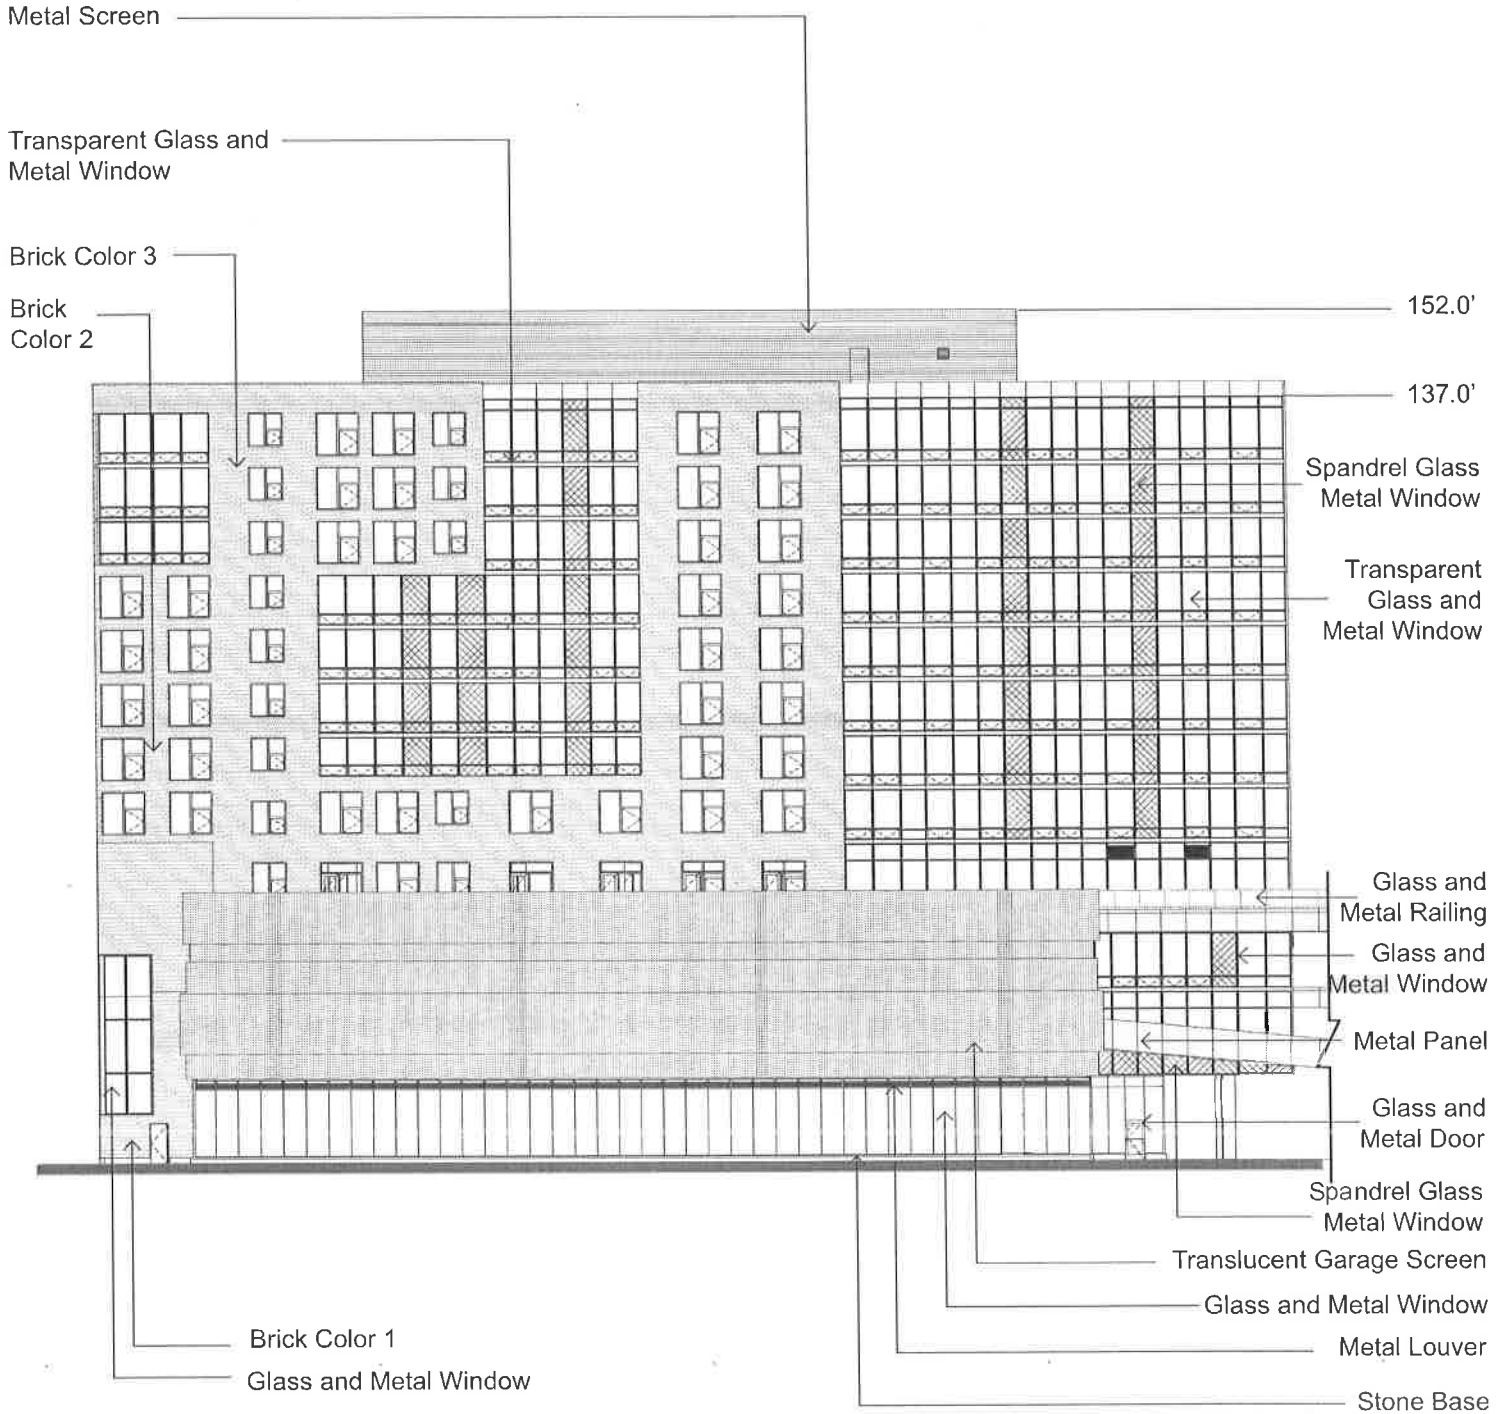 Metal Screen
Transparent Glass and
Metal Window
Brick Color 3
Brick
Color 2
152.0'
137.0'
Spandrel Glass
Metal Window
Transparent
Glass and
Metal Window
Glass and
Metal Railing
Glass and
Metal Window
Metal Panel
Glass and
Metal Door
Spandrel Glass
Metal Window
Translucent Garage Screen
Glass and Metal Window
Metal Louver
Stone Base
Brick Color 1
Glass and Metal Window